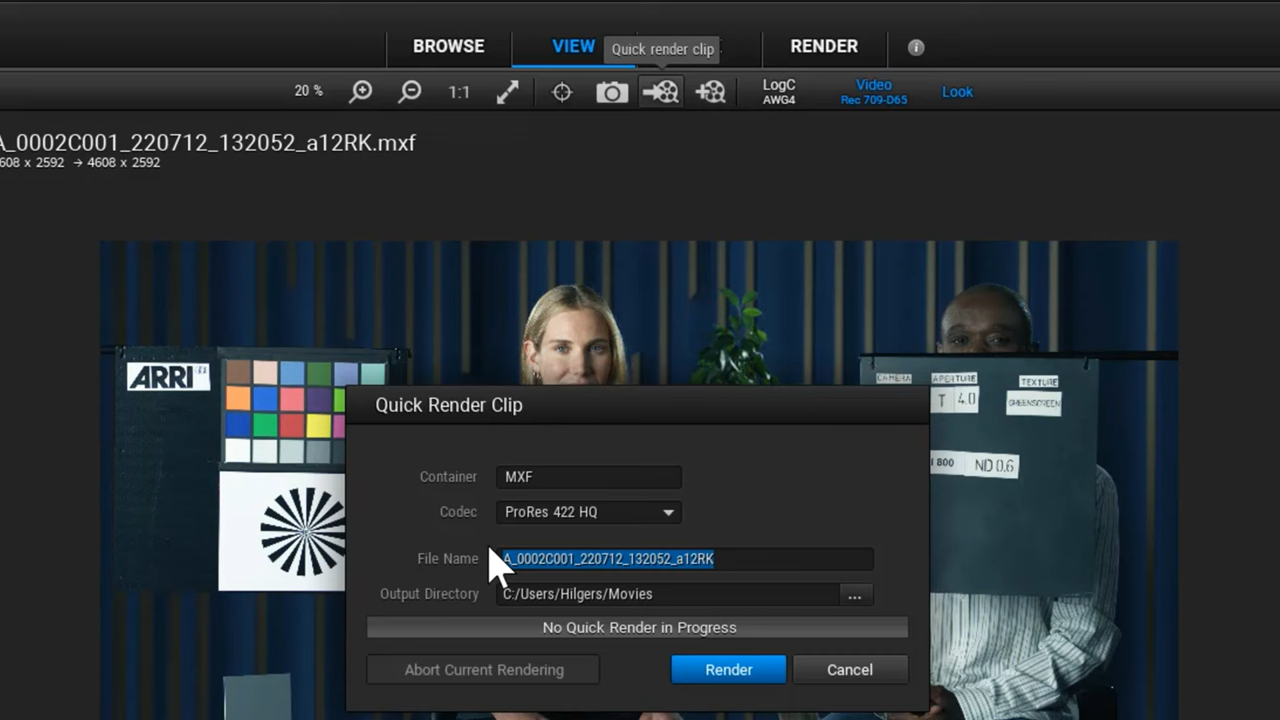 BROWSE
VIEW
Quick render clip
RENDER
i
20 %
1:1
LogC
AWG4
Video
Rec 709-D65
Look
A_0002C001_220712_132052_a12RK.mxf
608 x 2592 → 4608 x 2592
ARRI
CAMERA
APERTURE
TEXTURE
T 4.0
GREENSCREEN
800
ND 0.6
Quick Render Clip
Container MXF
Codec ProRes 422 HQ
File Name A_0002C001_220712_132052_a12RK
Output Directory C:/Users/Hilgers/Movies ...
No Quick Render in Progress
Abort Current Rendering
Render
Cancel